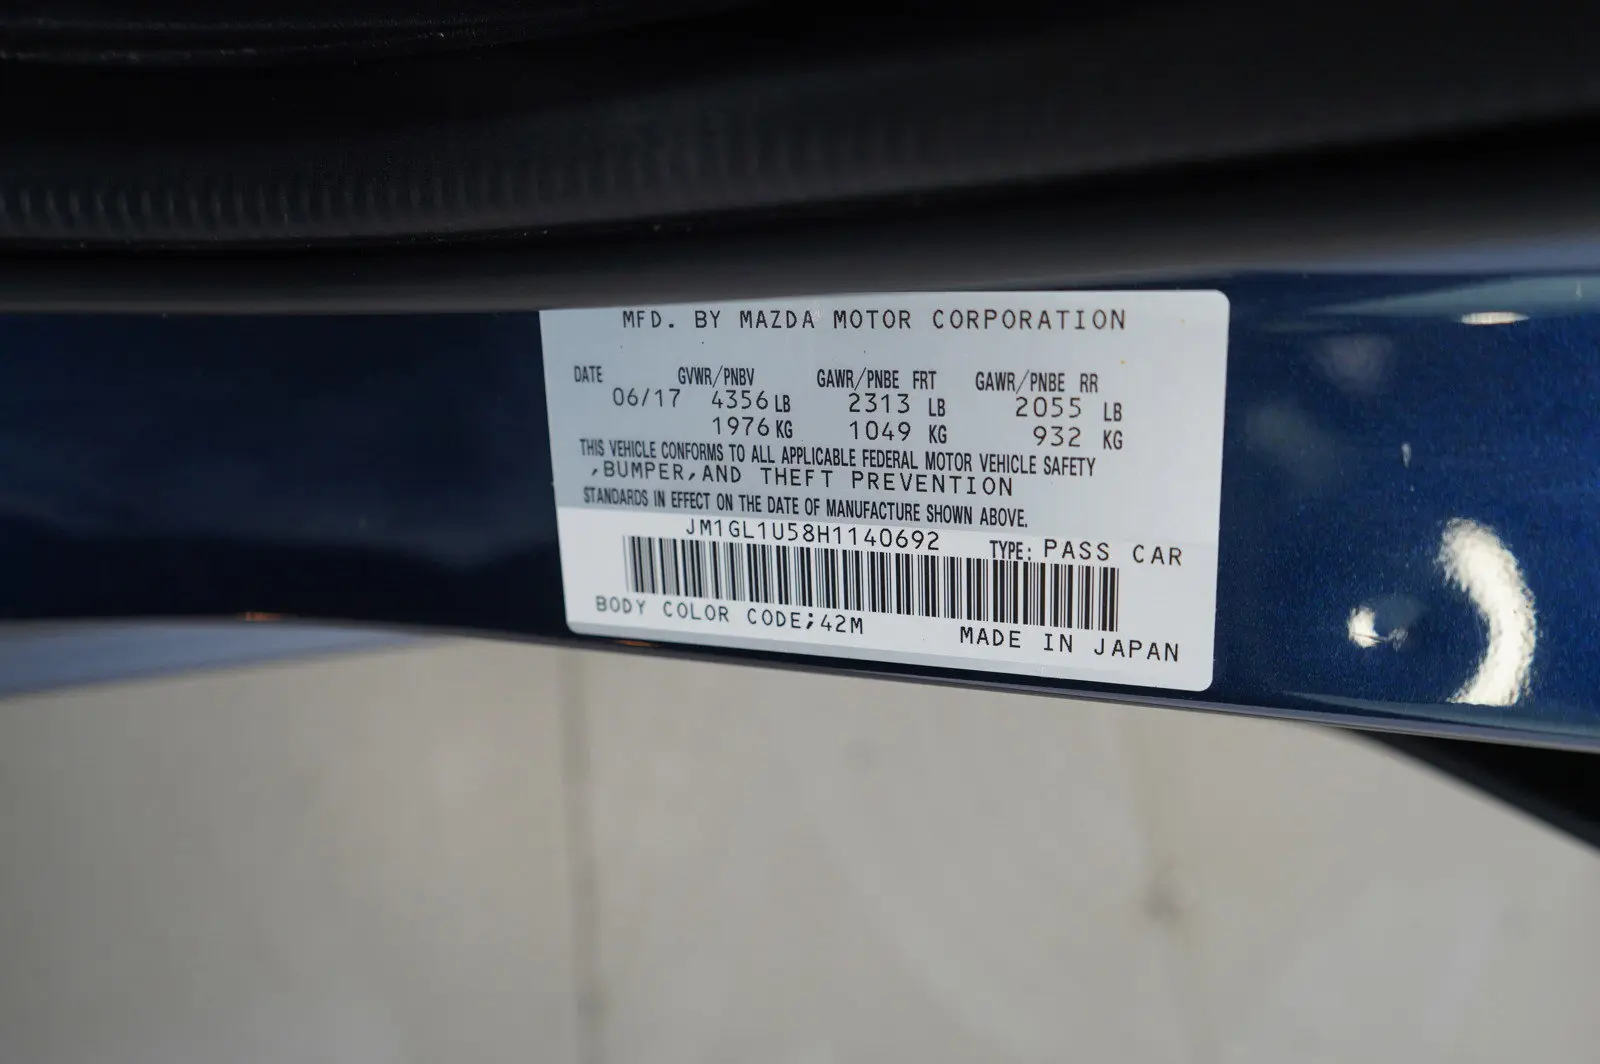 MFD. BY MAZDA MOTOR CORPORATION
DATE GVWR/PNBV GAWR/PNBE FRT GAWR/PNBE RR
06/17 4356 LB 2313 LB 2055 LB
1976 KG 1049 KG 932 KG
THIS VEHICLE CONFORMS TO ALL APPLICABLE FEDERAL MOTOR VEHICLE SAFETY
,BUMPER,AND THEFT PREVENTION
STANDARDS IN EFFECT ON THE DATE OF MANUFACTURE SHOWN ABOVE.
JM1GL1U58H1140692 TYPE: PASS CAR
BODY COLOR CODE;42M MADE IN JAPAN